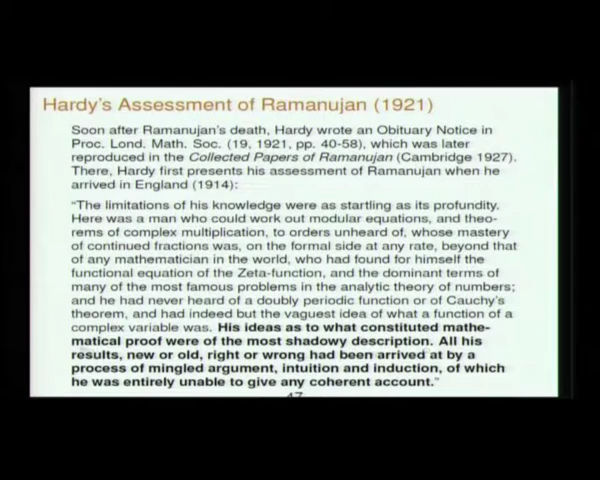 Hardy's Assessment of Ramanujan (1921)
Soon after Ramanujan's death, Hardy wrote an Obituary Notice in
Proc. Lond. Math. Soc. (19, 1921, pp. 40-58), which was later
reproduced in the Collected Papers of Ramanujan (Cambridge 1927).
There, Hardy first presents his assessment of Ramanujan when he
arrived in England (1914):
"The limitations of his knowledge were as startling as its profundity.
Here was a man who could work out modular equations, and theo-
rems of complex multiplication, to orders unheard of, whose mastery
of continued fractions was, on the formal side at any rate, beyond that
of any mathematician in the world, who had found for himself the
functional equation of the Zeta-function, and the dominant terms of
many of the most famous problems in the analytic theory of numbers;
and he had never heard of a doubly periodic function or of Cauchy's
theorem, and had indeed but the vaguest idea of what a function of a
complex variable was. His ideas as to what constituted mathe-
matical proof were of the most shadowy description. All his
results, new or old, right or wrong had been arrived at by a
process of mingled argument, intuition and induction, of which
he was entirely unable to give any coherent account."